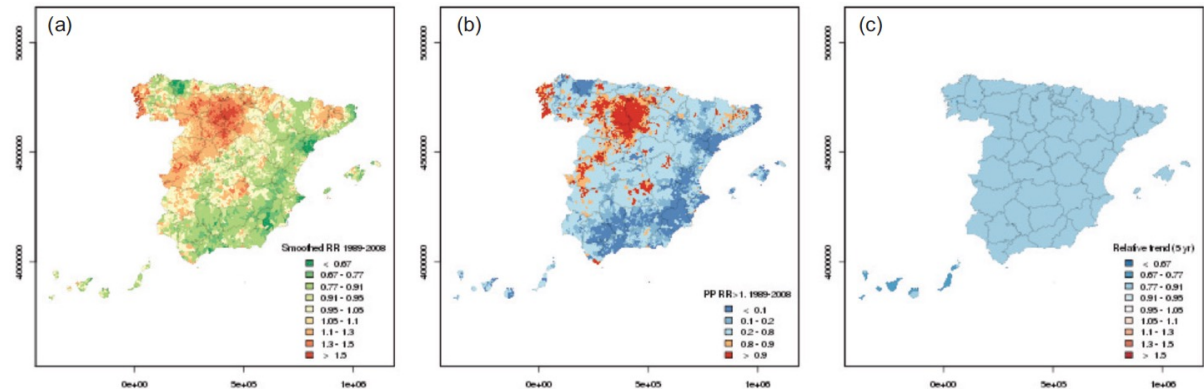 (a)
5000000
4500000
4000000
0e+00 5e+05 1e+06
Smoothed RR 1989-2008
< 0.67
0.67 - 0.77
0.77 - 0.91
0.91 - 0.95
0.95 - 1.05
1.05 - 1.1
1.1 - 1.3
1.3 - 1.5
> 1.5
(b)
5000000
4500000
4000000
0e+00 5e+05 1e+06
PP RR>1. 1989-2008
< 0.1
0.1 - 0.2
0.2 - 0.8
0.8 - 0.9
> 0.9
(c)
5000000
4500000
4000000
0e+00 5e+05 1e+06
Relative trend (5 yr)
< 0.67
0.67 - 0.77
0.77 - 0.91
0.91 - 0.95
0.95 - 1.05
1.05 - 1.1
1.1 - 1.3
1.3 - 1.5
> 1.5